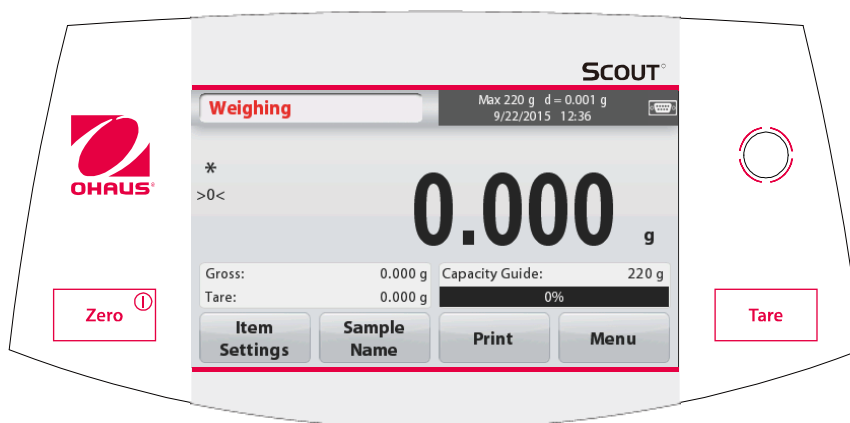 SCOUT
Weighing
Max 220 g d = 0.001 g
9/22/2015 12:36
OHAUS
*
>0<
0.000 g
Gross: 0.000 g
Tare: 0.000 g
Capacity Guide: 220 g
0%
Zero
Item Settings
Sample Name
Print
Menu
Tare